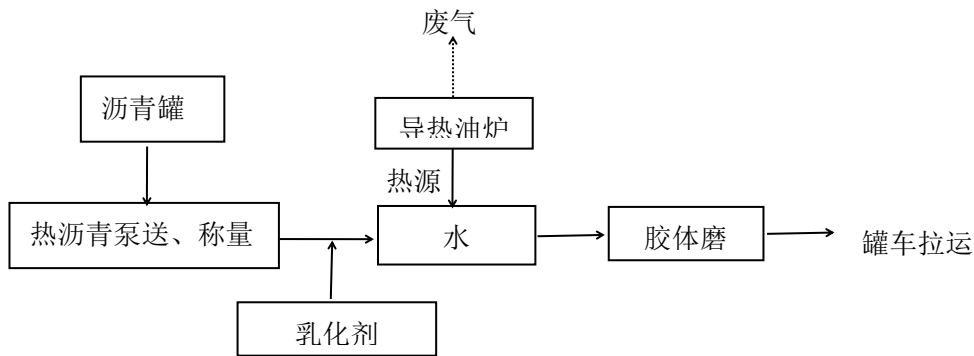 废气
沥青罐
导热油炉
热源
热沥青泵送、称量
水
胶体磨
罐车拉运
乳化剂